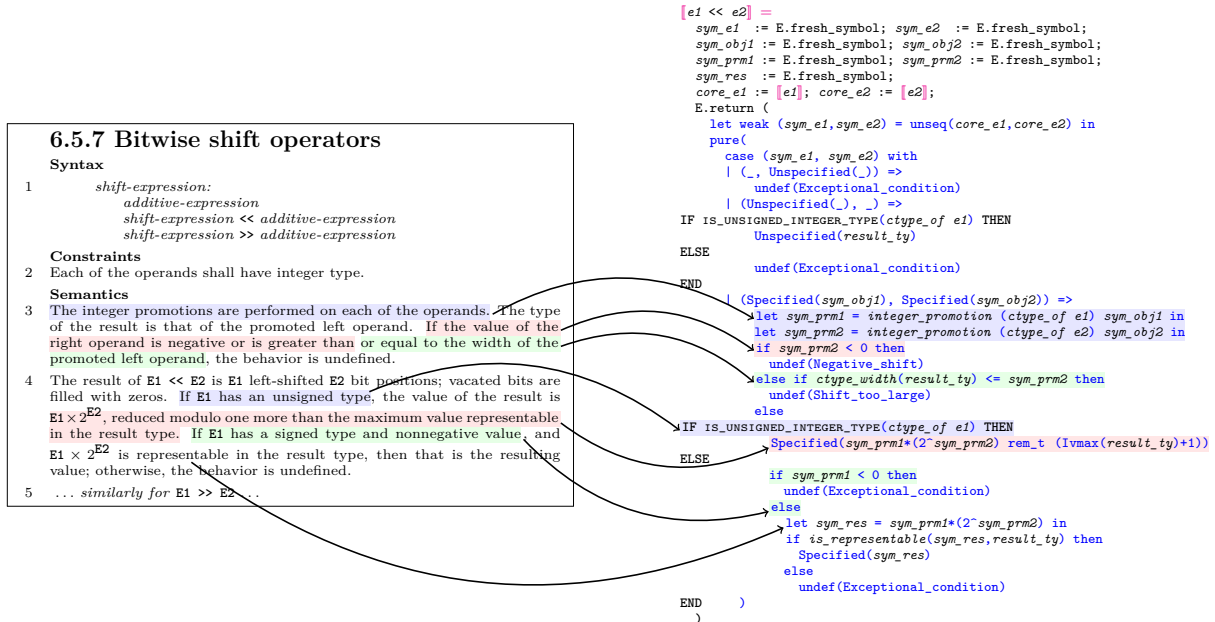 6.5.7 Bitwise shift operators
Syntax
1 shift-expression:
additive-expression
shift-expression << additive-expression
shift-expression >> additive-expression
Constraints
2 Each of the operands shall have integer type.
Semantics
3 The integer promotions are performed on each of the operands. The type
of the result is that of the promoted left operand. If the value of the
right operand is negative or is greater than or equal to the width of the
promoted left operand, the behavior is undefined.
4 The result of E1 << E2 is E1 left-shifted E2 bit positions; vacated bits are
filled with zeros. If E1 has an unsigned type, the value of the result is
E1×2^E2, reduced modulo one more than the maximum value representable
in the result type. If E1 has a signed type and nonnegative value, and
E1 × 2^E2 is representable in the result type, then that is the resulting
value; otherwise, the behavior is undefined.
5 ... similarly for E1 >> E2 ...
⟦e1 << e2⟧ =
sym_e1 := E.fresh_symbol; sym_e2 := E.fresh_symbol;
sym_obj1 := E.fresh_symbol; sym_obj2 := E.fresh_symbol;
sym_prm1 := E.fresh_symbol; sym_prm2 := E.fresh_symbol;
sym_res := E.fresh_symbol;
core_e1 := ⟦e1⟧; core_e2 := ⟦e2⟧;
E.return (
let weak (sym_e1,sym_e2) = unseq(core_e1,core_e2) in
pure(
case (sym_e1, sym_e2) with
| (_, Unspecified(_)) =>
undef(Exceptional_condition)
| (Unspecified(_), _) =>
IF IS_UNSIGNED_INTEGER_TYPE(ctype_of e1) THEN
Unspecified(result_ty)
ELSE
undef(Exceptional_condition)
END
| (Specified(sym_obj1), Specified(sym_obj2)) =>
let sym_prm1 = integer_promotion (ctype_of e1) sym_obj1 in
let sym_prm2 = integer_promotion (ctype_of e2) sym_obj2 in
if sym_prm2 < 0 then
undef(Negative_shift)
else if ctype_width(result_ty) <= sym_prm2 then
undef(Shift_too_large)
else
IF IS_UNSIGNED_INTEGER_TYPE(ctype_of e1) THEN
Specified(sym_prm1*(2^sym_prm2) rem_t (Ivmax(result_ty)+1))
ELSE
if sym_prm1 < 0 then
undef(Exceptional_condition)
else
let sym_res = sym_prm1*(2^sym_prm2) in
if is_representable(sym_res,result_ty) then
Specified(sym_res)
else
undef(Exceptional_condition)
END )
)